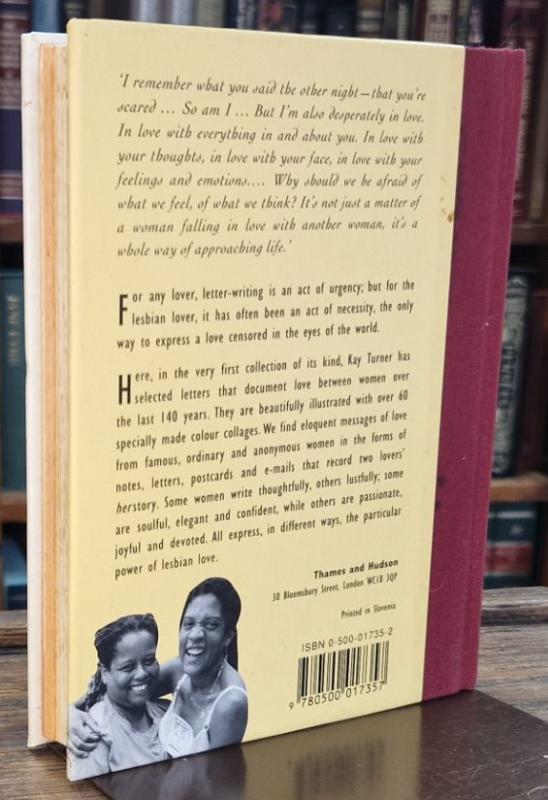 'I remember what you said the other night—that you're
scared ... So am I ... But I'm also desperately in love.
In love with everything in and about you. In love with
your thoughts, in love with your face, in love with your
feelings and emotions.... Why should we be afraid of
what we feel, of what we think? It's not just a matter of
a woman falling in love with another woman, it's a
whole way of approaching life.'
For any lover, letter-writing is an act of urgency; but for the
lesbian lover, it has often been an act of necessity, the only
way to express a love censored in the eyes of the world.
Here, in the very first collection of its kind, Kay Turner has
selected letters that document love between women over
the last 140 years. They are beautifully illustrated with over 60
specially made colour collages. We find eloquent messages of love
from famous, ordinary and anonymous women in the forms of
notes, letters, postcards and e-mails that record two lovers'
herstory. Some women write thoughtfully, others lustfully; some
are soulful, elegant and confident, while others are passionate,
joyful and devoted. All express, in different ways, the particular
power of lesbian love.
Thames and Hudson
30 Bloomsbury Street, London WC1B 3QP
Printed in Slovenia
ISBN 0-500-01735-2
9 780500 017357